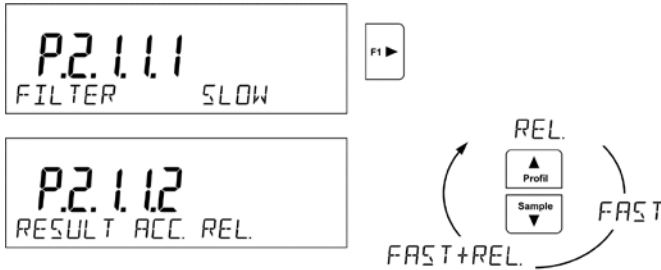 P.2.1.1.1
FILTER SLOW
F1
P.2.1.1.2
RESULT ACC. REL.
REL.
Profil
Sample
FAST
FAST+REL.